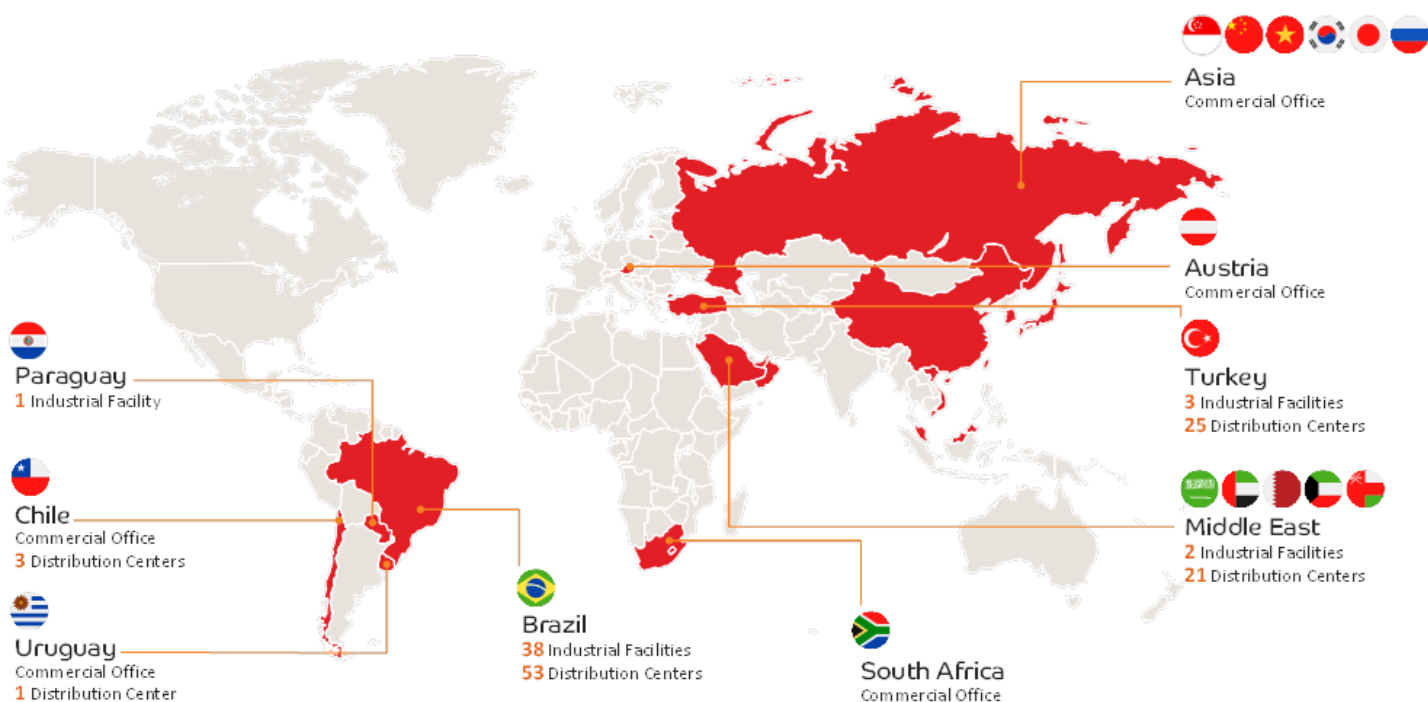 Asia
Commercial Office
Austria
Commercial Office
Turkey
3 Industrial Facilities
25 Distribution Centers
Middle East
2 Industrial Facilities
21 Distribution Centers
Paraguay
1 Industrial Facility
Chile
Commercial Office
3 Distribution Centers
Uruguay
Commercial Office
1 Distribution Center
Brazil
38 Industrial Facilities
53 Distribution Centers
South Africa
Commercial Office